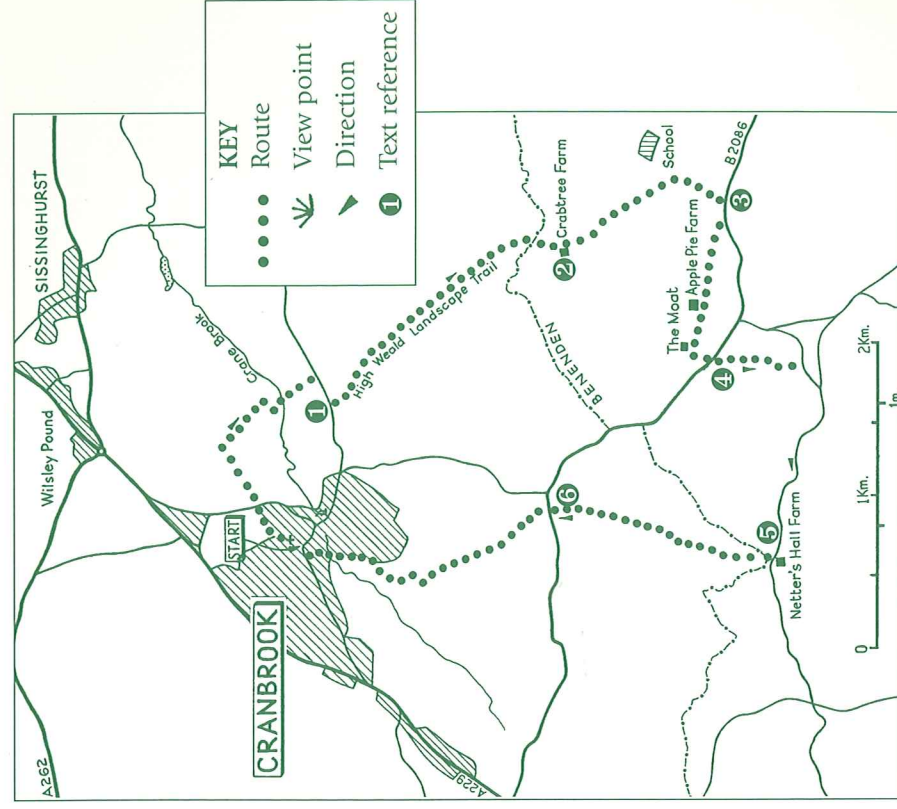 KEY
Route
View point
Direction
1 Text reference
A262
Wilsley Pound
SISSINGHURST
Crane Brook
START
CRANBROOK
A229
1
High Weald Landscape Trail
2
Crabtree Farm
School
BENENDEN
B2086
3
Apple Pie Farm
The Moat
4
6
5
Netter's Hall Farm
0
1Km.
2Km.
1m